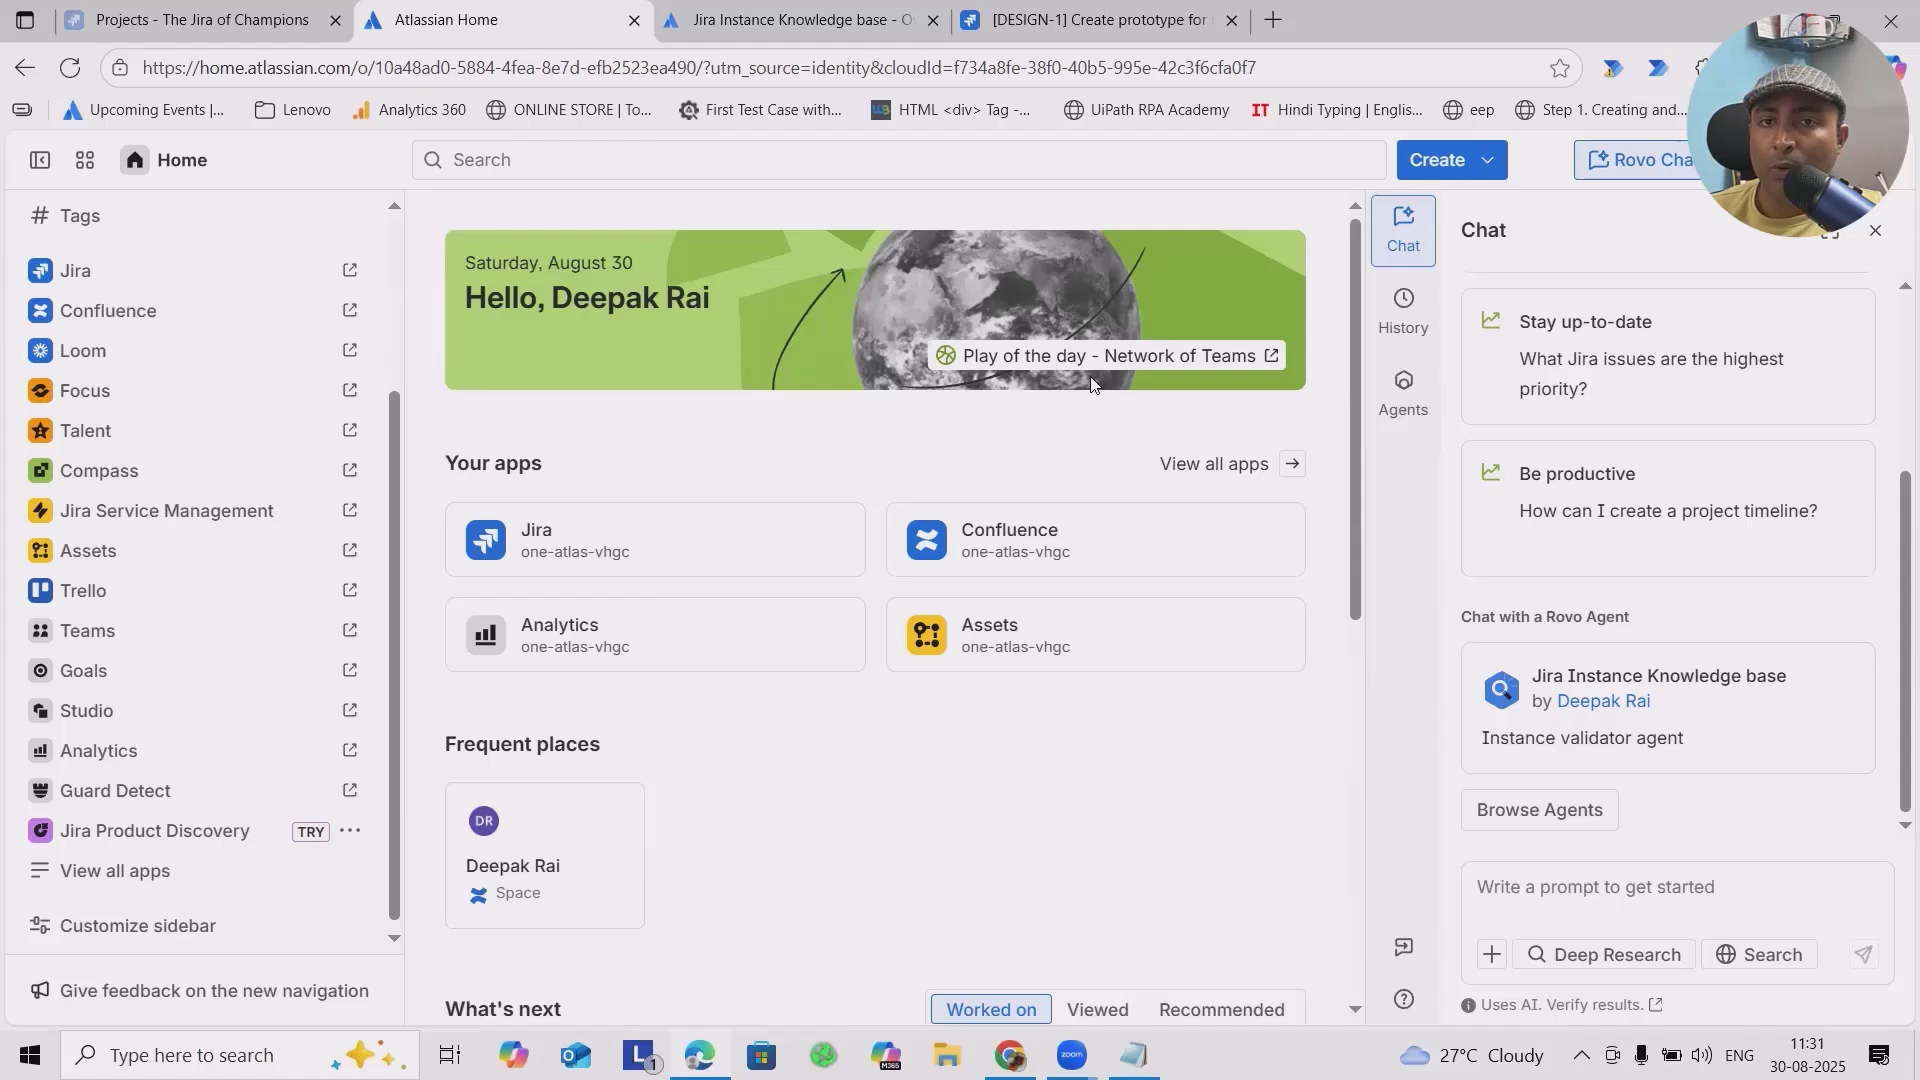 Projects - The Jira of Champions
Atlassian Home
Jira Instance Knowledge base - O
[DESIGN-1] Create prototype for
https://home.atlassian.com/o/10a48ad0-5884-4fea-8e7d-efb2523ea490/?utm_source=identity&cloudId=f734a8fe-38f0-40b5-995e-42c3f6cfa0f7
Upcoming Events |...
Lenovo
Analytics 360
ONLINE STORE | To...
First Test Case with...
HTML <div> Tag -...
UiPath RPA Academy
IT Hindi Typing | Englis...
eep
Step 1. Creating and...
Home
Search
Create
Rovo Cha
# Tags
Jira
Confluence
Loom
Focus
Talent
Compass
Jira Service Management
Assets
Trello
Teams
Goals
Studio
Analytics
Guard Detect
Jira Product Discovery TRY
View all apps
Customize sidebar
Give feedback on the new navigation
Saturday, August 30
Hello, Deepak Rai
Play of the day - Network of Teams
Your apps
View all apps
Jira
one-atlas-vhgc
Confluence
one-atlas-vhgc
Analytics
one-atlas-vhgc
Assets
one-atlas-vhgc
Frequent places
DR
Deepak Rai
Space
What's next
Worked on
Viewed
Recommended
Chat
History
Agents
Chat
Stay up-to-date
What Jira issues are the highest
priority?
Be productive
How can I create a project timeline?
Chat with a Rovo Agent
Jira Instance Knowledge base
by Deepak Rai
Instance validator agent
Browse Agents
Write a prompt to get started
Deep Research
Search
Uses AI. Verify results.
Type here to search
L
1
M365
zoom
27°C Cloudy
ENG
11:31
30-08-2025